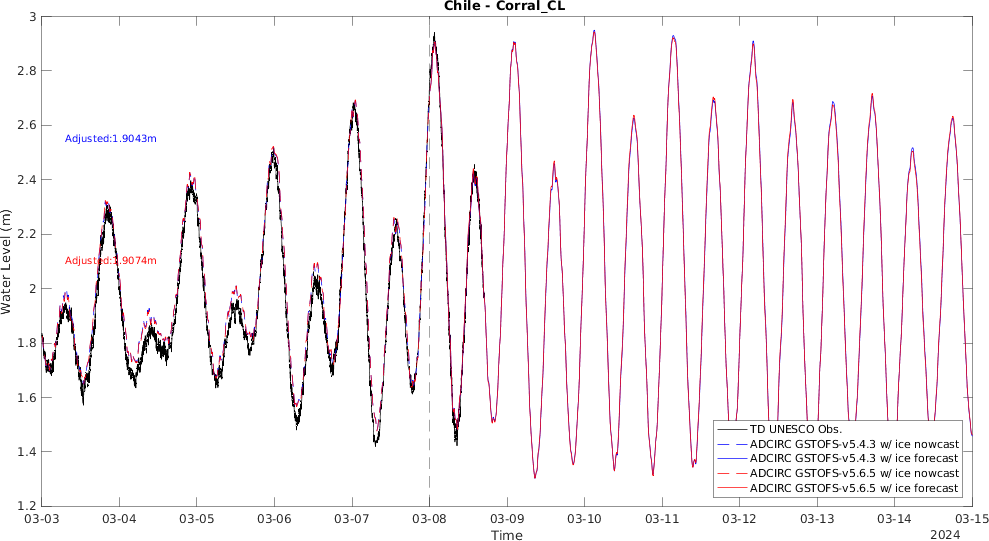 Chile - Corral_CL
3
2.8
2.6
2.4
2.2
2
1.8
1.6
1.4
1.2
Water Level (m)
Adjusted:1.9043m
Adjusted:1.9074m
TD UNESCO Obs.
ADCIRC GSTOFS-v5.4.3 w/ ice nowcast
ADCIRC GSTOFS-v5.4.3 w/ ice forecast
ADCIRC GSTOFS-v5.6.5 w/ ice nowcast
ADCIRC GSTOFS-v5.6.5 w/ ice forecast
03-03 03-04 03-05 03-06 03-07 03-08 03-09 03-10 03-11 03-12 03-13 03-14 03-15
Time
2024